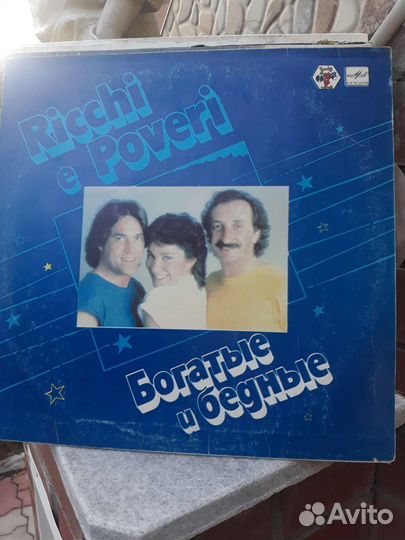 Ricchi
e Poveri
Богатые
и бедные
Avito